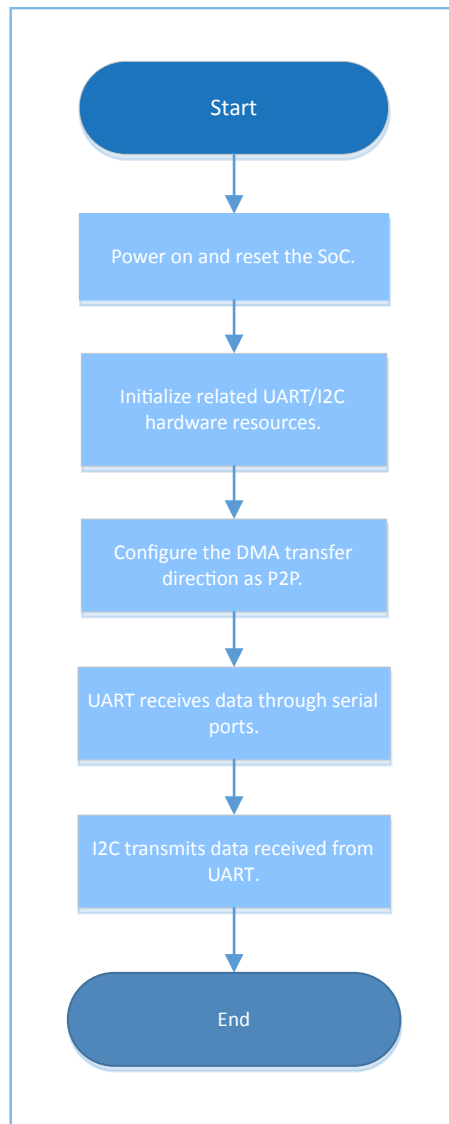 Start
Power on and reset the SoC.
Initialize related UART/I2C
hardware resources.
Configure the DMA transfer
direction as P2P.
UART receives data through serial
ports.
I2C transmits data received from
UART.
End